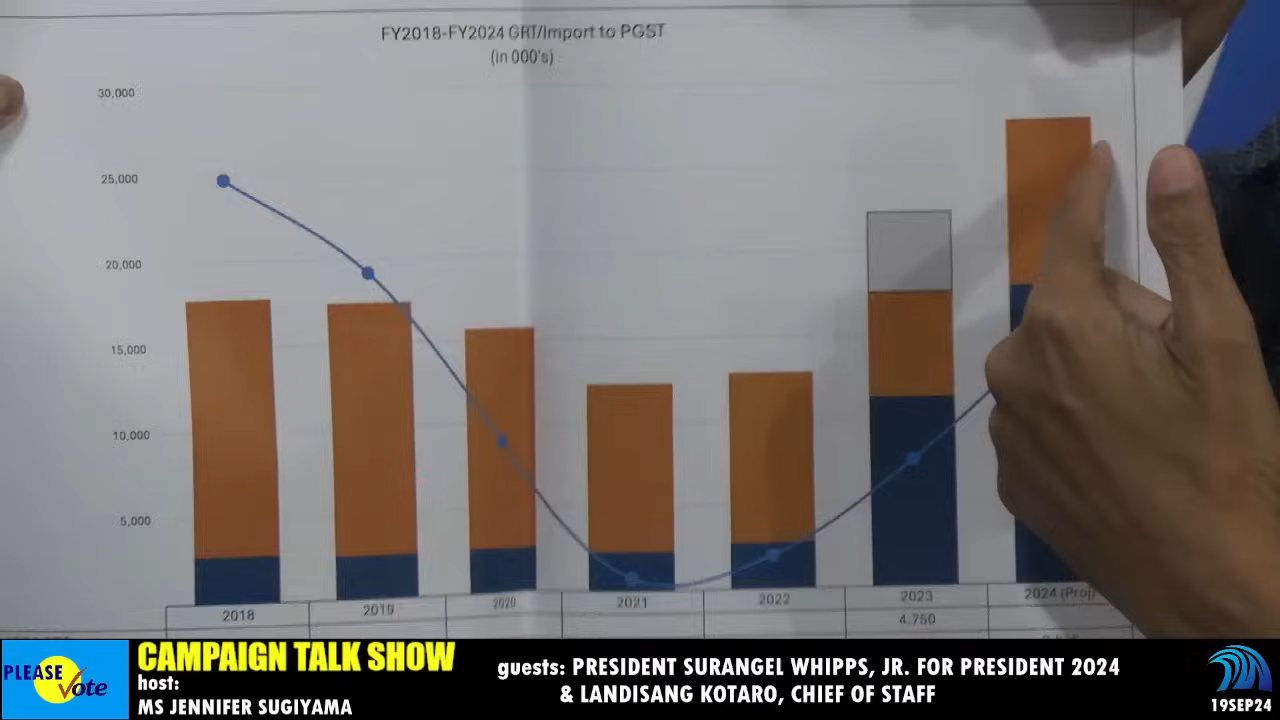 FY2018-FY2024 GRT/Import to PGST
(in 000's)
30,000
25,000
20,000
15,000
10,000
5,000
2018 2019 2020 2021 2022 2023 2024 (Proj)
4.750
PLEASE
Vote
CAMPAIGN TALK SHOW
host:
MS JENNIFER SUGIYAMA
guests: PRESIDENT SURANGEL WHIPPS, JR. FOR PRESIDENT 2024
& LANDISANG KOTARO, CHIEF OF STAFF
19SEP24